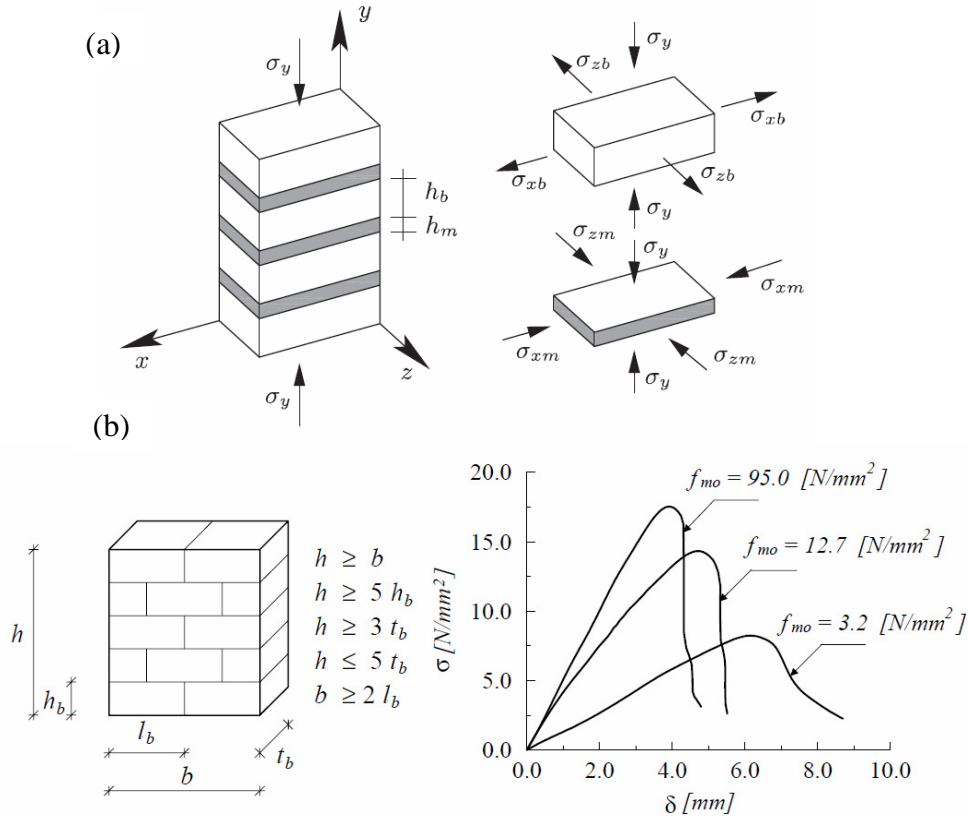 (a)
y
σ_y
h_b
h_m
x
z
σ_y
σ_y
σ_zb
σ_xb
σ_xb
σ_zb
σ_y
σ_zm
σ_y
σ_xm
σ_xm
σ_zm
σ_y
(b)
h
h_b
l_b
b
t_b
h ≥ b
h ≥ 5 h_b
h ≥ 3 t_b
h ≤ 5 t_b
b ≥ 2 l_b
σ [N/mm²]
20.0
15.0
10.0
5.0
0.0
0.0 2.0 4.0 6.0 8.0 10.0
δ [mm]
f_mo = 95.0 [N/mm²]
f_mo = 12.7 [N/mm²]
f_mo = 3.2 [N/mm²]